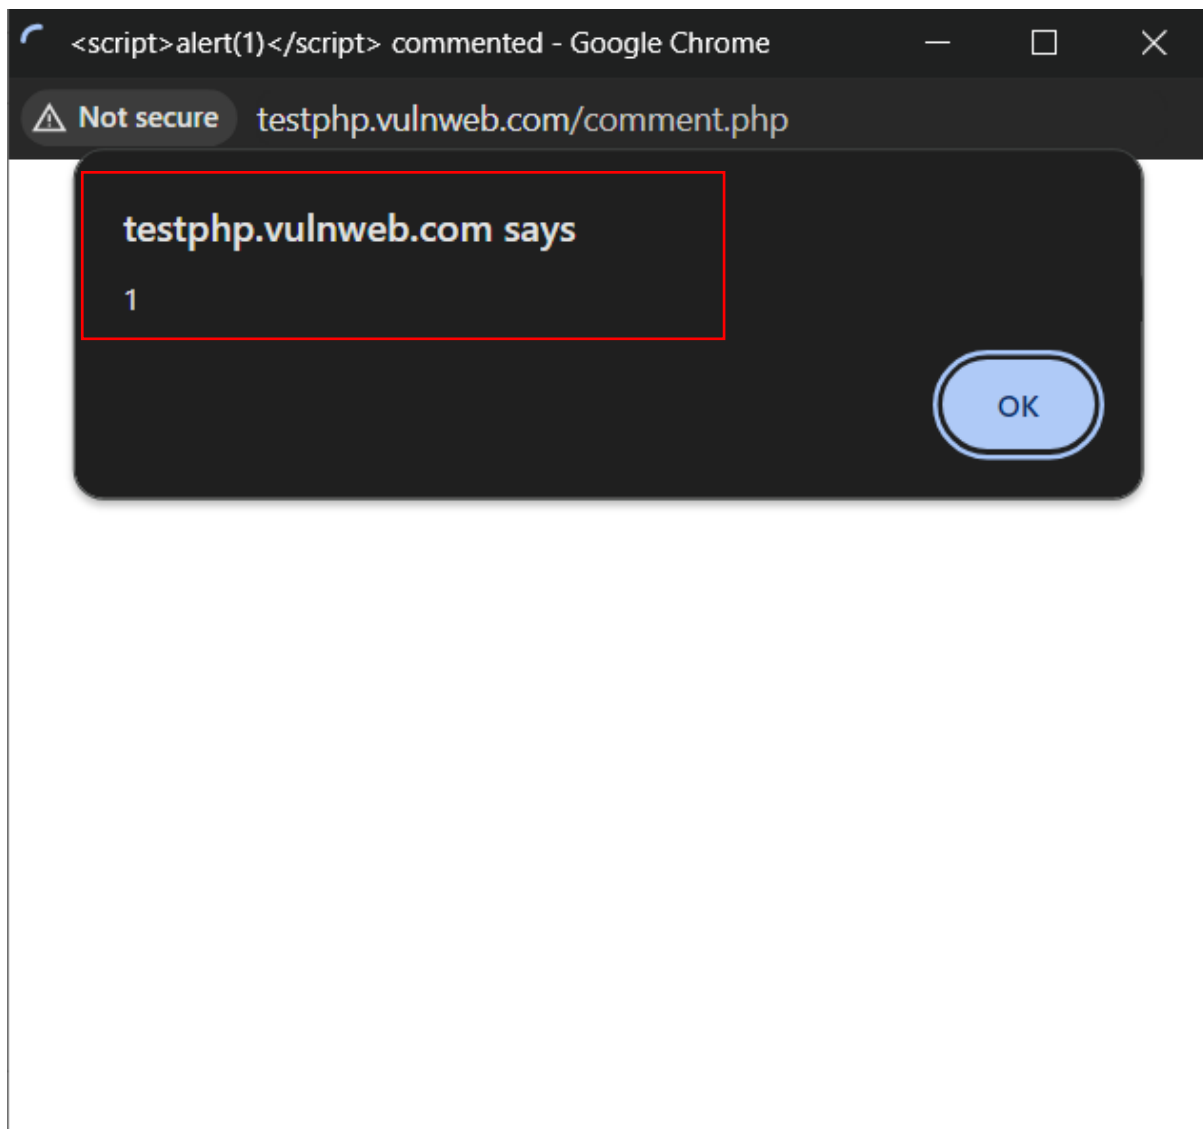 <script>alert(1)</script> commented - Google Chrome
Not secure testphp.vulnweb.com/comment.php
testphp.vulnweb.com says
1
OK